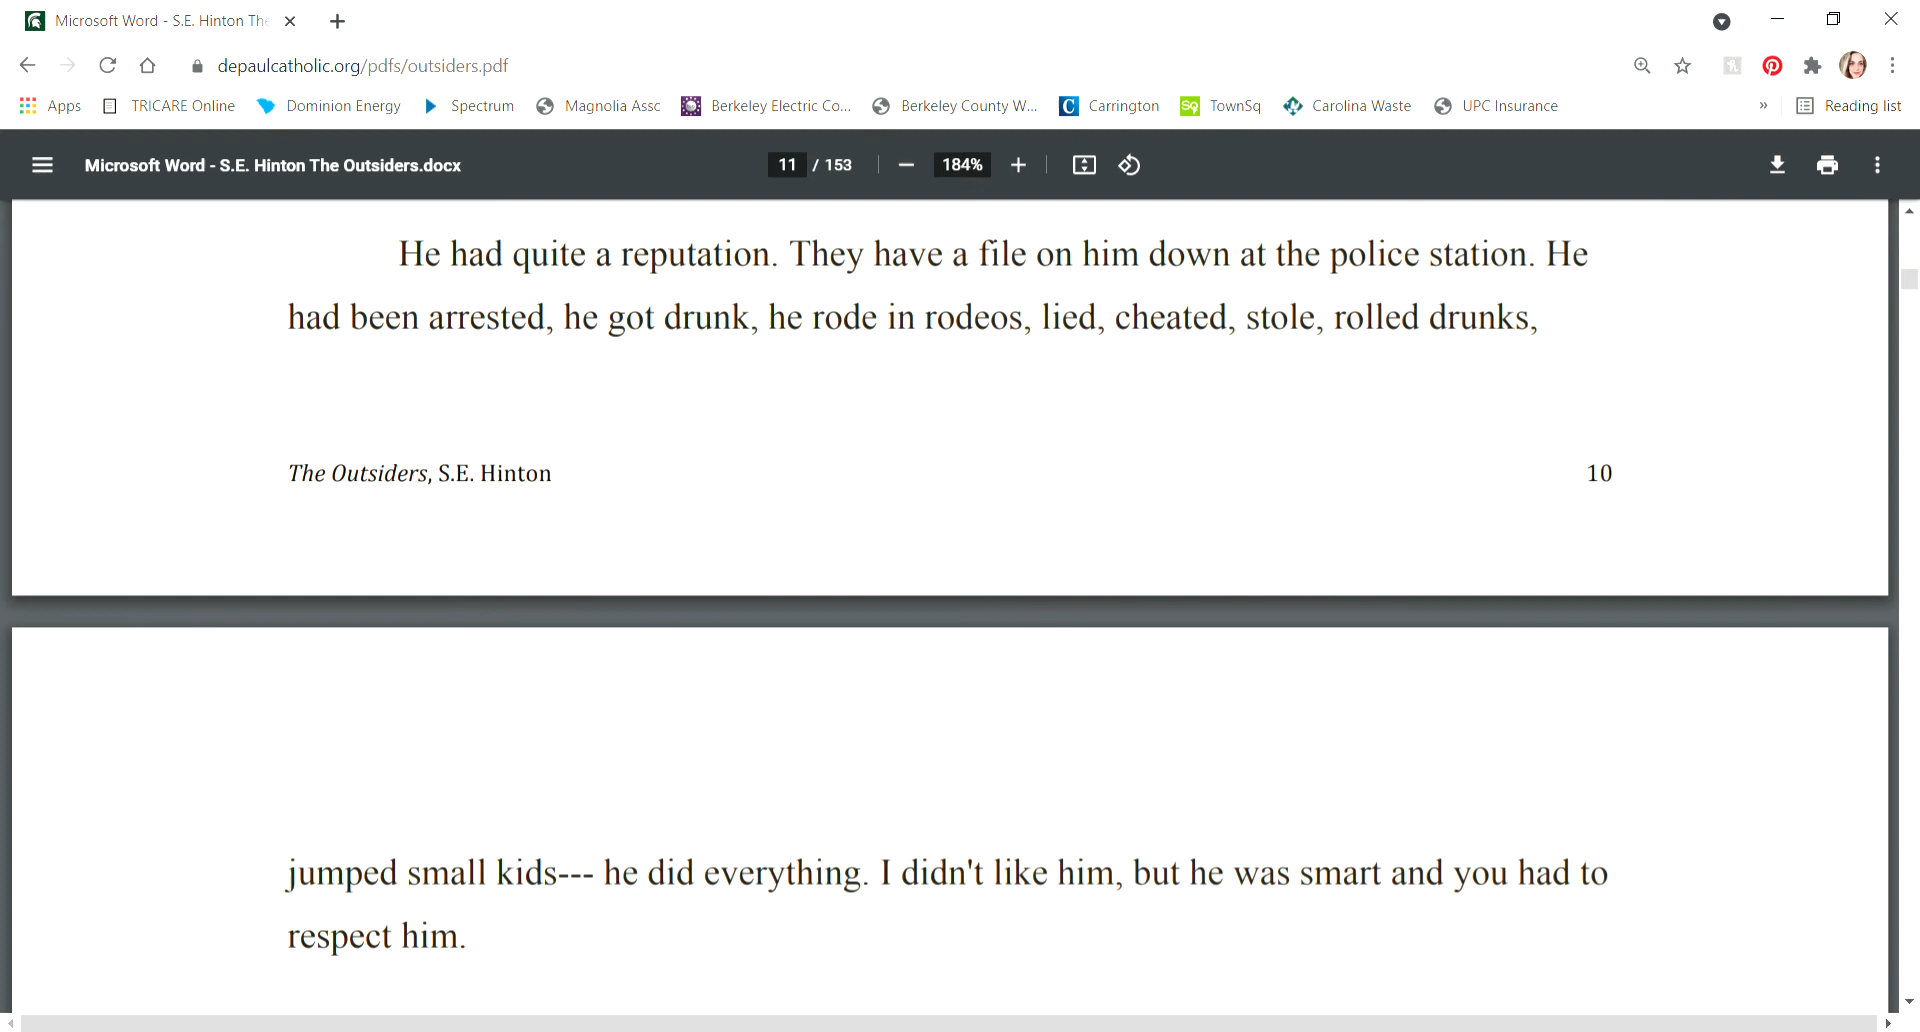 Microsoft Word - S.E. Hinton The
depaulcatholic.org/pdfs/outsiders.pdf
Apps TRICARE Online Dominion Energy Spectrum Magnolia Assc Berkeley Electric Co... Berkeley County W... Carrington TownSq Carolina Waste UPC Insurance » Reading list
Microsoft Word - S.E. Hinton The Outsiders.docx 11 / 153 184%
He had quite a reputation. They have a file on him down at the police station. He
had been arrested, he got drunk, he rode in rodeos, lied, cheated, stole, rolled drunks,
The Outsiders, S.E. Hinton 10
jumped small kids--- he did everything. I didn't like him, but he was smart and you had to
respect him.